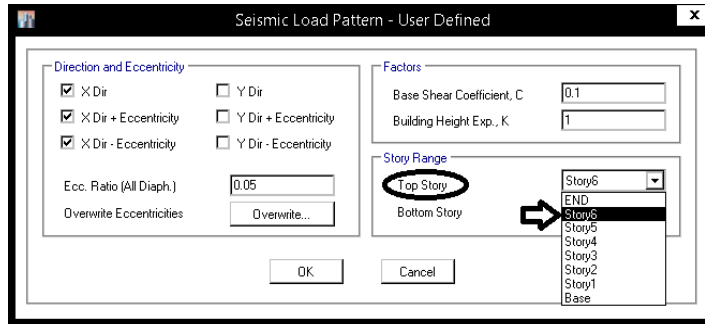 Seismic Load Pattern - User Defined
x
Direction and Eccentricity
X Dir
Y Dir
X Dir + Eccentricity
Y Dir + Eccentricity
X Dir - Eccentricity
Y Dir - Eccentricity
Ecc. Ratio (All Diaph.)
0.05
Overwrite Eccentricities
Overwrite...
Factors
Base Shear Coefficient, C
0.1
Building Height Exp., K
1
Story Range
Top Story
Story6
Bottom Story
END
Story6
Story5
Story4
Story3
Story2
Story1
Base
OK
Cancel